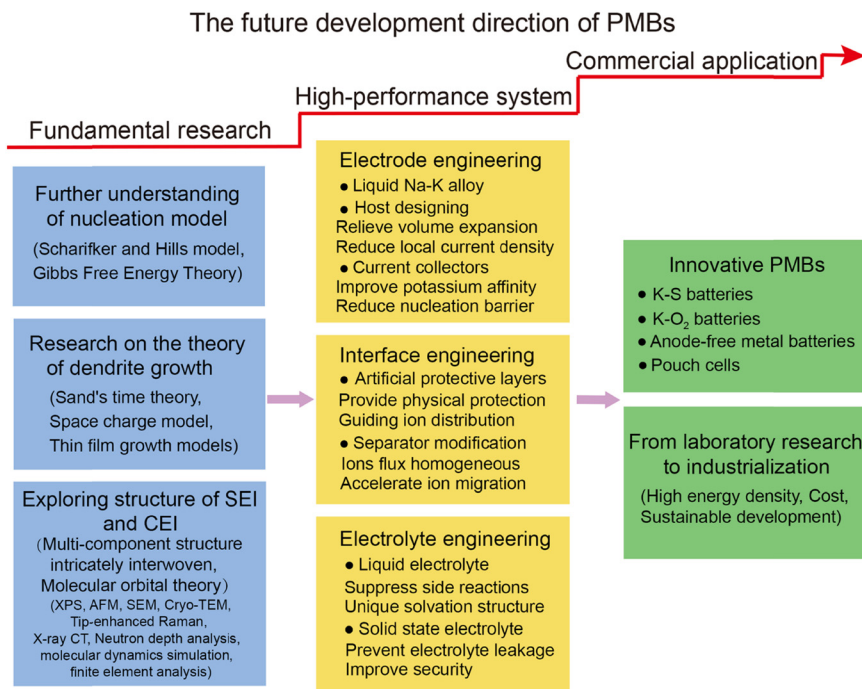 The future development direction of PMBs
Commercial application
High-performance system
Fundamental research
Further understanding
of nucleation model
(Scharifker and Hills model,
Gibbs Free Energy Theory)
Research on the theory
of dendrite growth
(Sand's time theory,
Space charge model,
Thin film growth models)
Exploring structure of SEI
and CEI
(Multi-component structure
intricately interwoven,
Molecular orbital theory)
(XPS, AFM, SEM, Cryo-TEM,
Tip-enhanced Raman,
X-ray CT, Neutron depth analysis,
molecular dynamics simulation,
finite element analysis)
Electrode engineering
● Liquid Na-K alloy
● Host designing
Relieve volume expansion
Reduce local current density
● Current collectors
Improve potassium affinity
Reduce nucleation barrier
Interface engineering
● Artificial protective layers
Provide physical protection
Guiding ion distribution
● Separator modification
Ions flux homogeneous
Accelerate ion migration
Electrolyte engineering
● Liquid electrolyte
Suppress side reactions
Unique solvation structure
● Solid state electrolyte
Prevent electrolyte leakage
Improve security
Innovative PMBs
● K-S batteries
● K-O₂ batteries
● Anode-free metal batteries
● Pouch cells
From laboratory research
to industrialization
(High energy density, Cost,
Sustainable development)